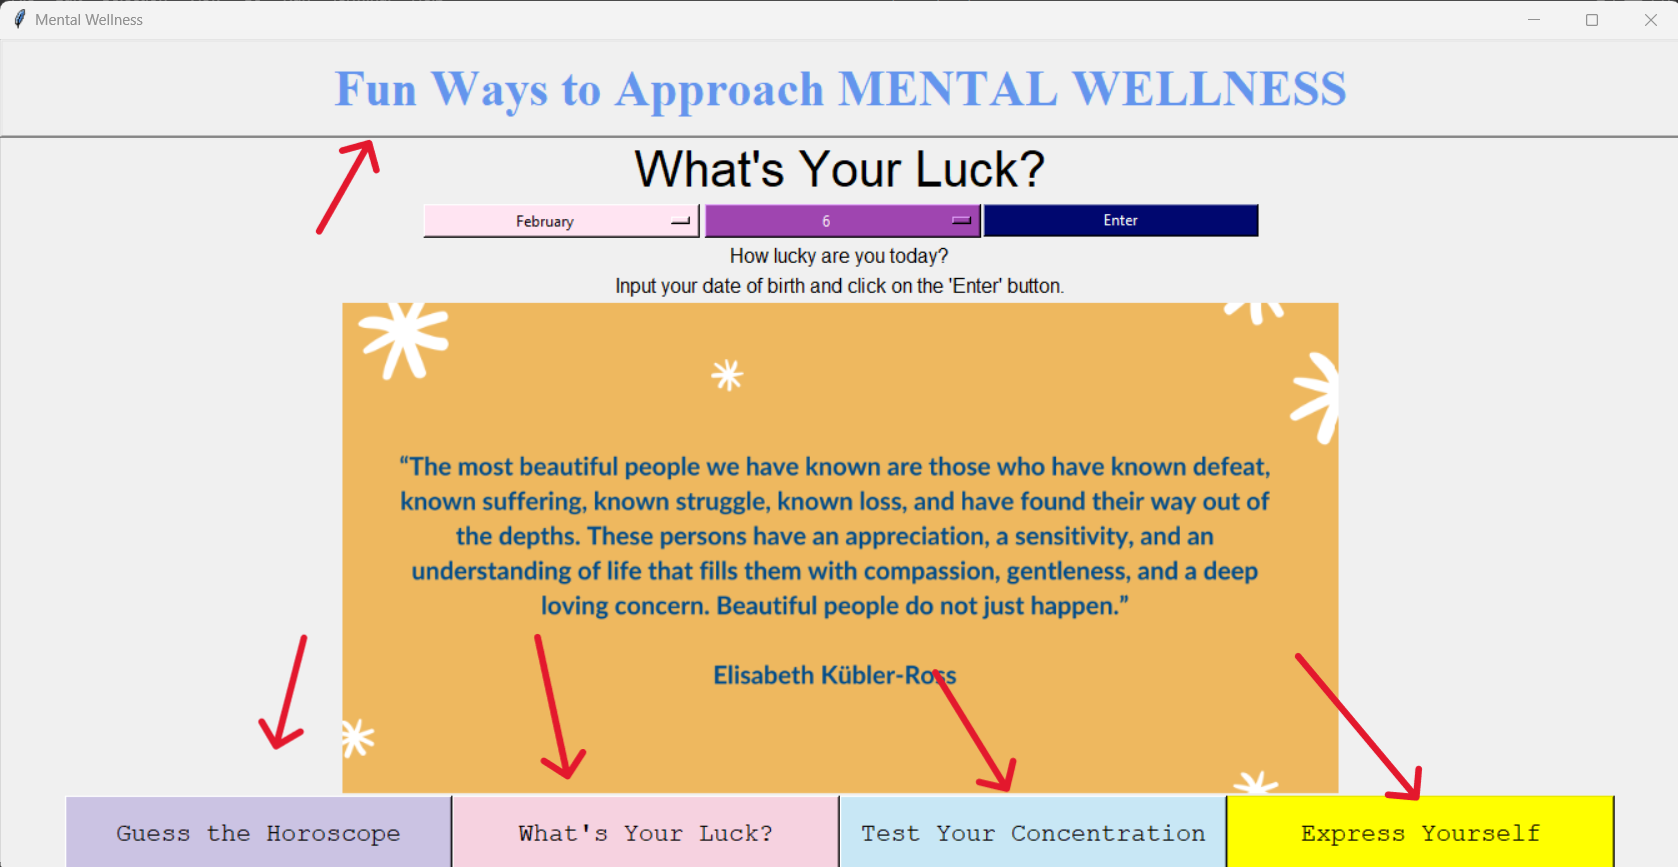 Mental Wellness
Fun Ways to Approach MENTAL WELLNESS
What's Your Luck?
February
6
Enter
How lucky are you today?
Input your date of birth and click on the 'Enter' button.
“The most beautiful people we have known are those who have known defeat,
known suffering, known struggle, known loss, and have found their way out of
the depths. These persons have an appreciation, a sensitivity, and an
understanding of life that fills them with compassion, gentleness, and a deep
loving concern. Beautiful people do not just happen.”
Elisabeth Kübler-Ross
Guess the Horoscope
What's Your Luck?
Test Your Concentration
Express Yourself